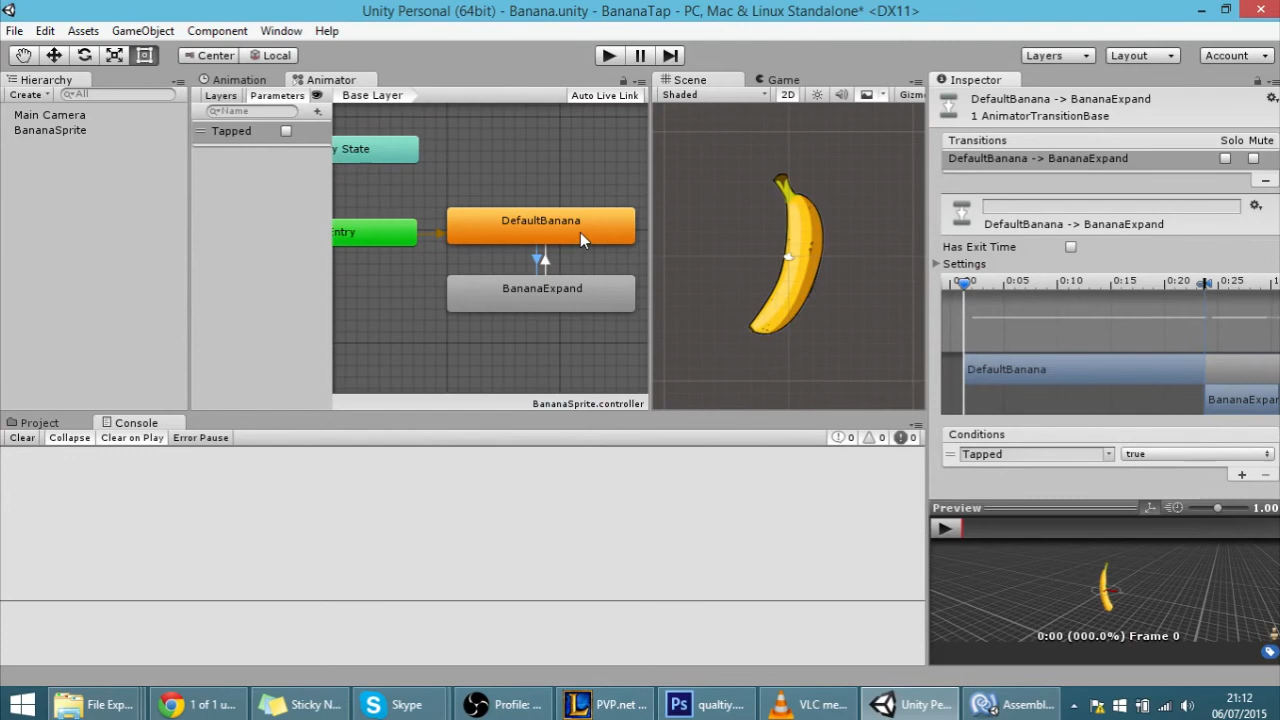 Unity Personal (64bit) - Banana.unity - BananaTap - PC, Mac & Linux Standalone* <DX11>
File Edit Assets GameObject Component Window Help
Center Local Layers Layout Account
Hierarchy Animation Animator Scene Game Inspector
Create All Layers Parameters Base Layer Auto Live Link Shaded 2D Gizm
DefaultBanana -> BananaExpand
1 AnimatorTransitionBase
Name
Main Camera
BananaSprite
Tapped
y State
Entry
DefaultBanana
BananaExpand
BananaSprite.controller
Transitions Solo Mute
DefaultBanana -> BananaExpand
DefaultBanana -> BananaExpand
Has Exit Time
Settings
0:00 0:05 0:10 0:15 0:20 0:25
DefaultBanana
BananaExpar
Project Console
Clear Collapse Clear on Play Error Pause 0 0 0
Conditions
Tapped true
Preview 1.00
0:00 (000.0%) Frame 0
File Exp... 1 of 1 u... Sticky N... Skype Profile: ... PVP.net ... Ps qualtiy.... VLC me... Unity Pe... Assembl...
21:12
06/07/2015